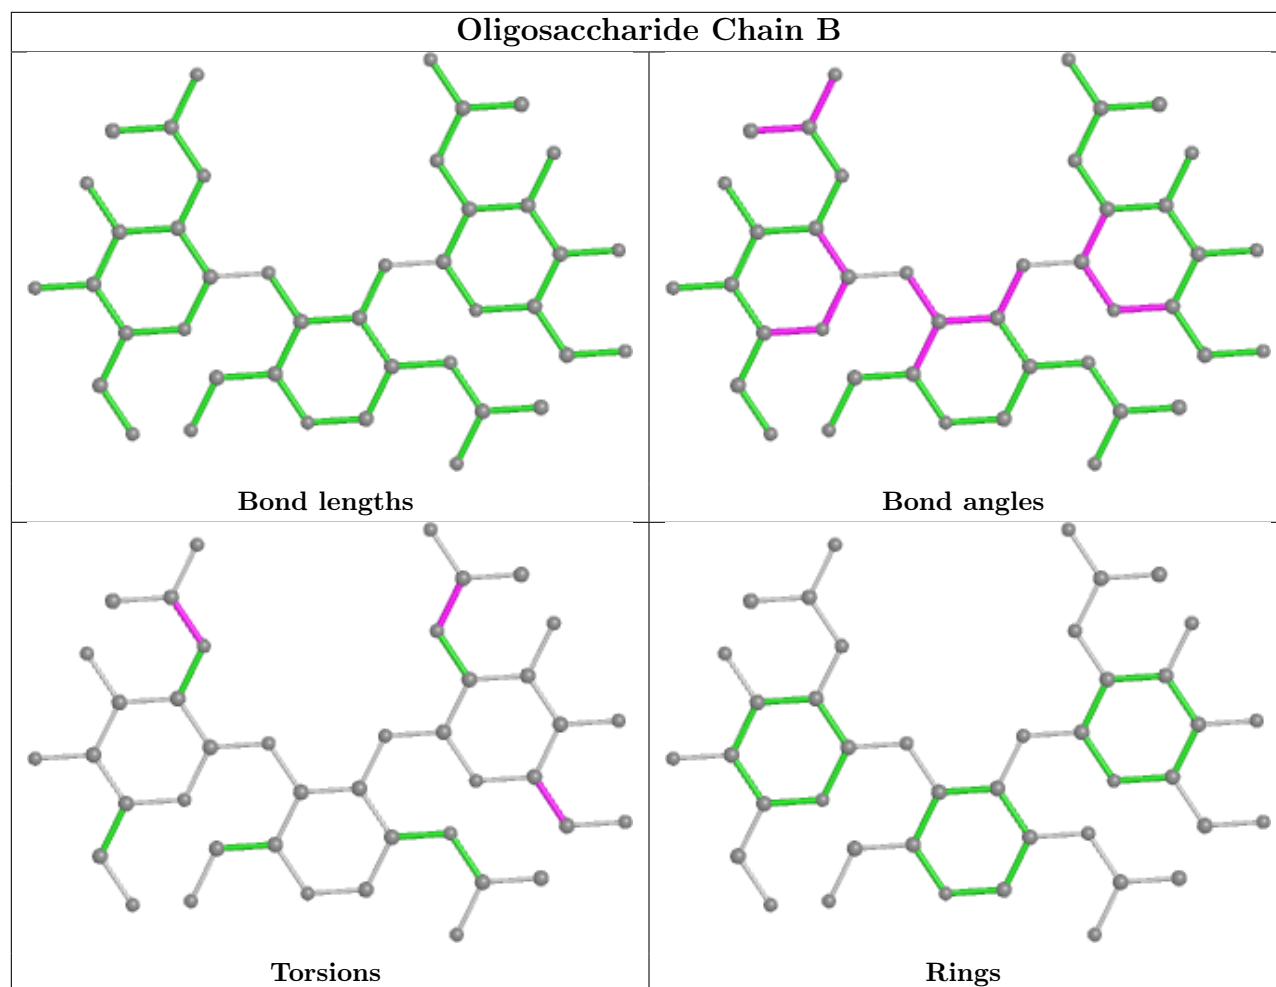 Oligosaccharide Chain B
Bond lengths
Bond angles
Torsions
Rings